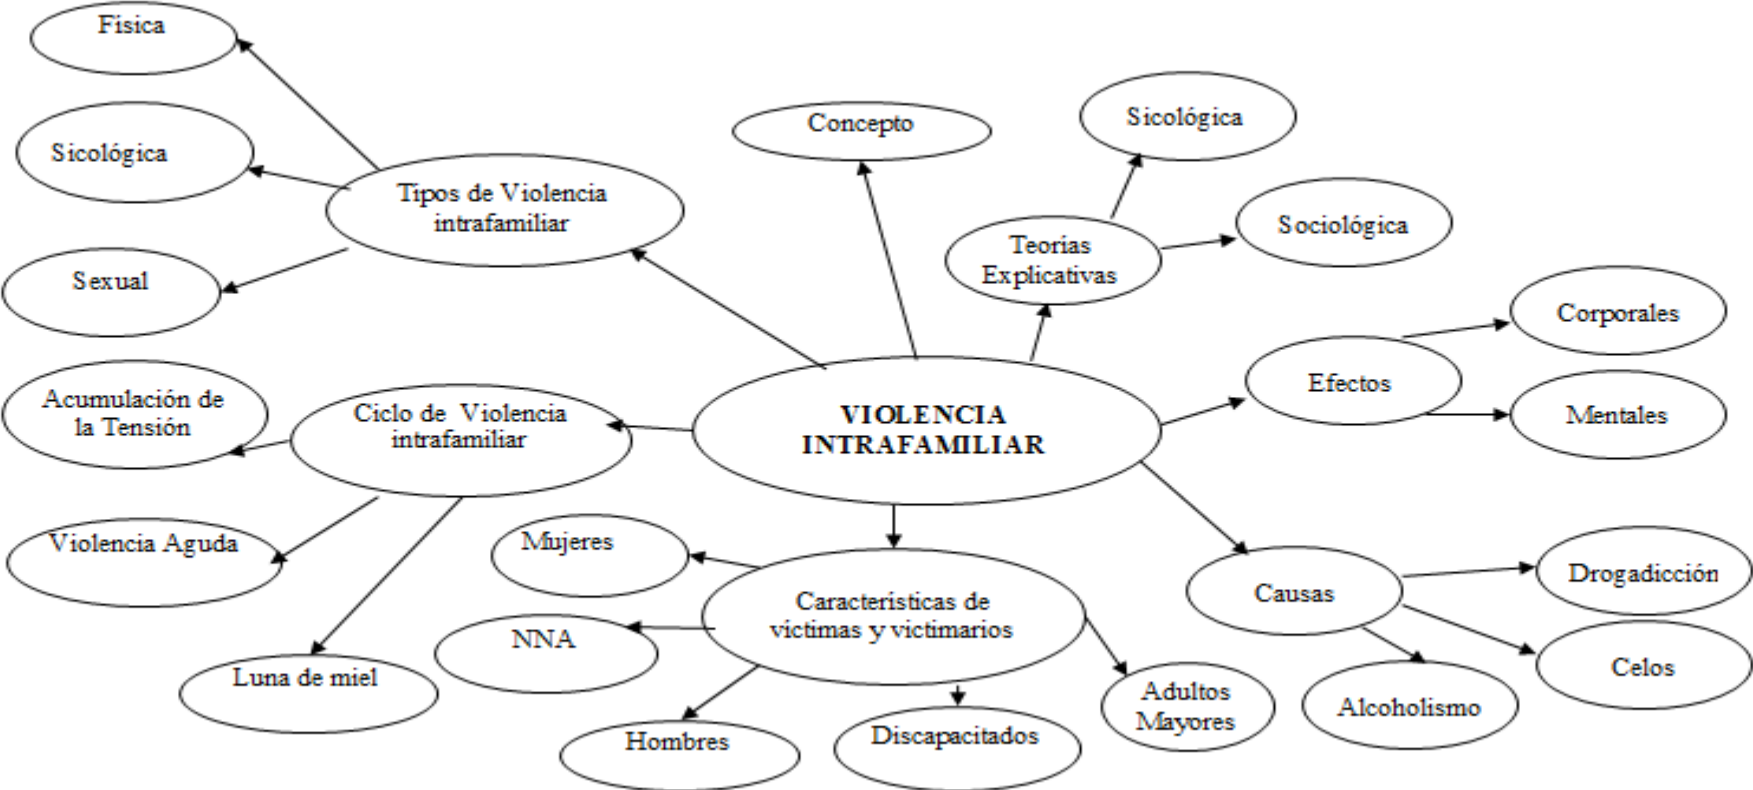 Física
Sicológica
Sexual
Tipos de Violencia
intrafamiliar
Concepto
Sicológica
Sociológica
Teorías
Explicativas
Corporales
Mentales
Efectos
VIOLENCIA
INTRAFAMILIAR
Ciclo de Violencia
intrafamiliar
Acumulación de
la Tensión
Violencia Aguda
Luna de miel
Mujeres
NNA
Hombres
Características de
víctimas y victimarios
Discapacitados
Adultos
Mayores
Causas
Drogadicción
Celos
Alcoholismo